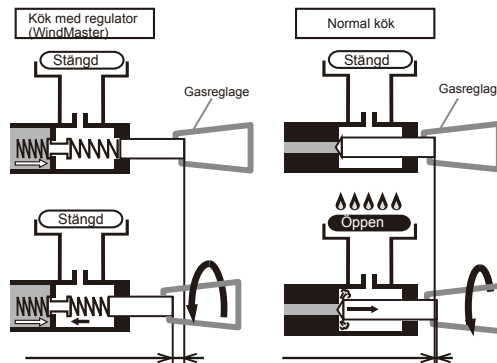 Kök med regulator
(WindMaster)
Normal kök
Stängd
Gasreglage
Stängd
Gasreglage
Stängd
Öppen